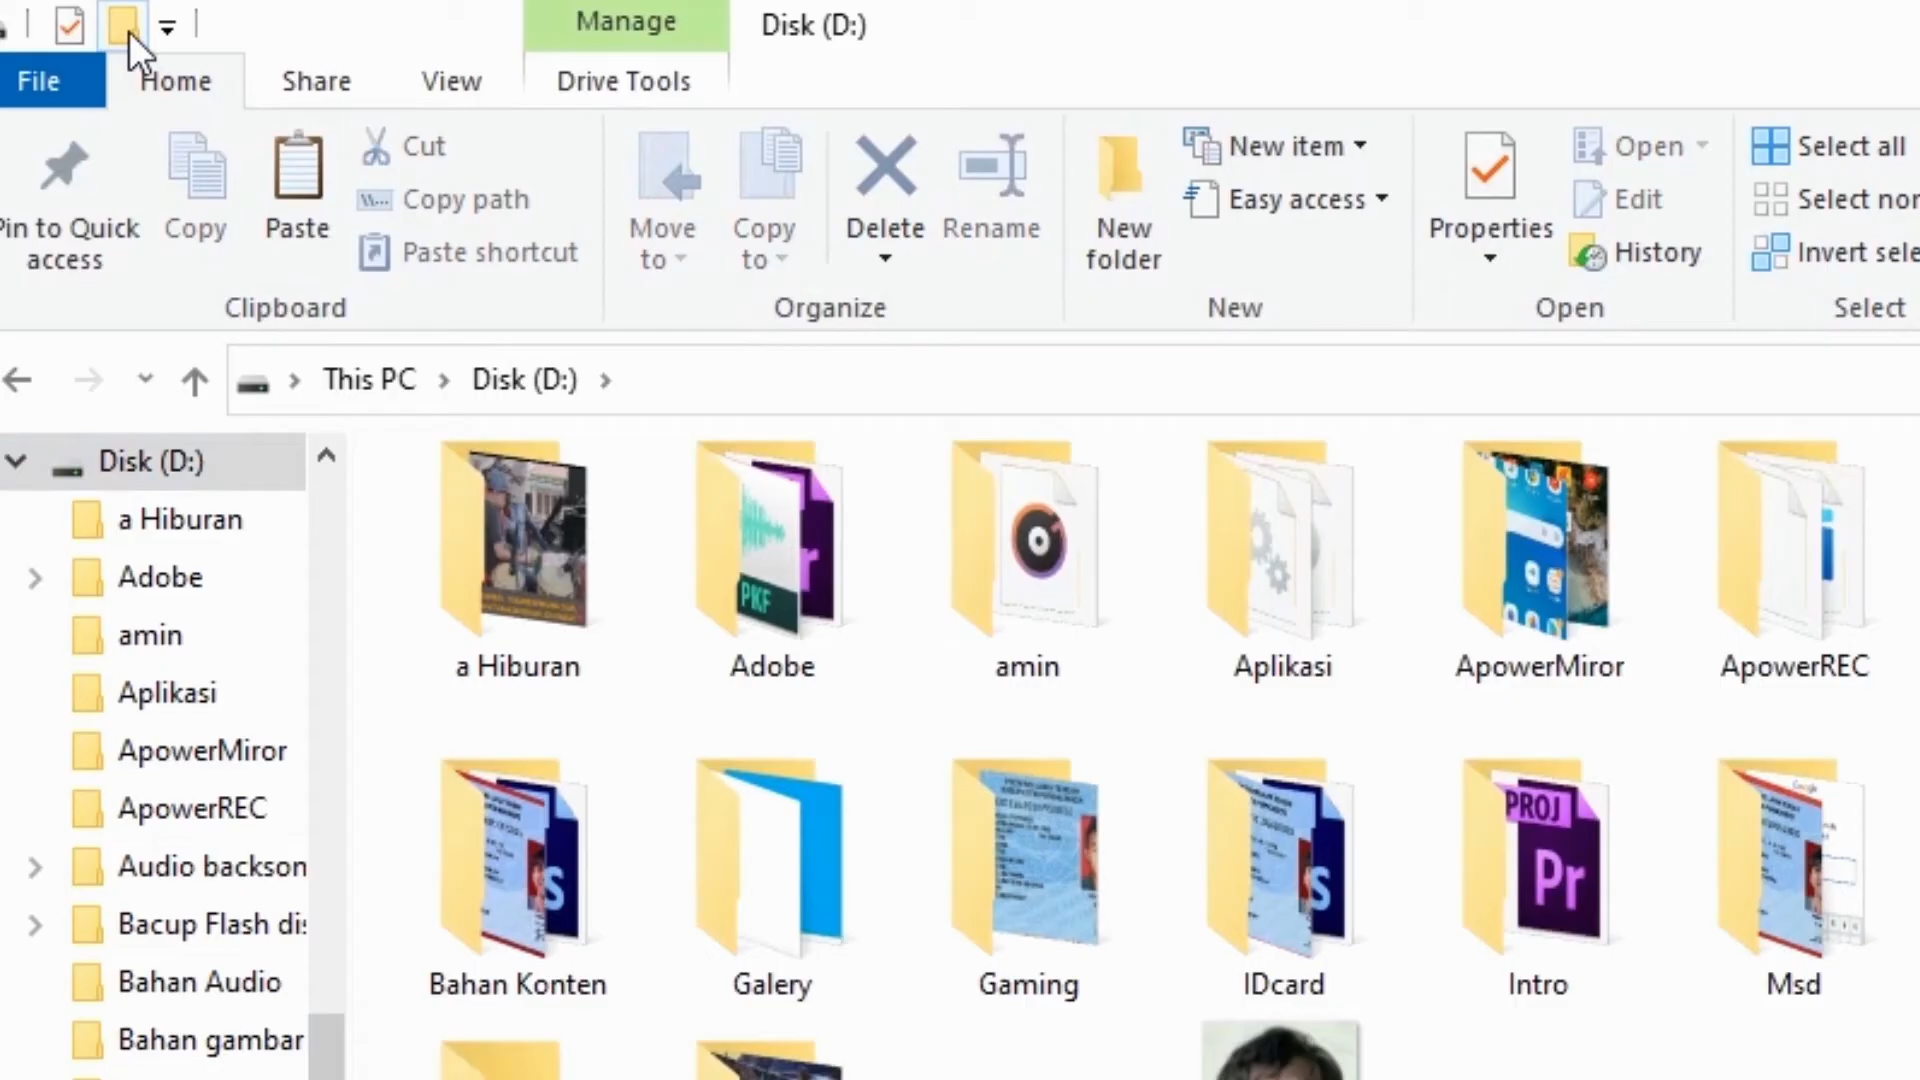 Manage
Disk (D:)
File
Home
Share
View
Drive Tools
Pin to Quick
access
Copy
Paste
Cut
Copy path
Paste shortcut
Clipboard
Move
to
Copy
to
Delete
Rename
Organize
New
folder
New item
Easy access
New
Properties
Open
Edit
History
Open
Select all
Select non
Invert sele
Select
This PC
Disk (D:)
Disk (D:)
a Hiburan
Adobe
amin
Aplikasi
ApowerMiror
ApowerREC
Audio backson
Bacup Flash dis
Bahan Audio
Bahan gambar
PKF
a Hiburan
Adobe
amin
Aplikasi
ApowerMiror
ApowerREC
PROJ
Pr
Google
Bahan Konten
Galery
Gaming
IDcard
Intro
Msd